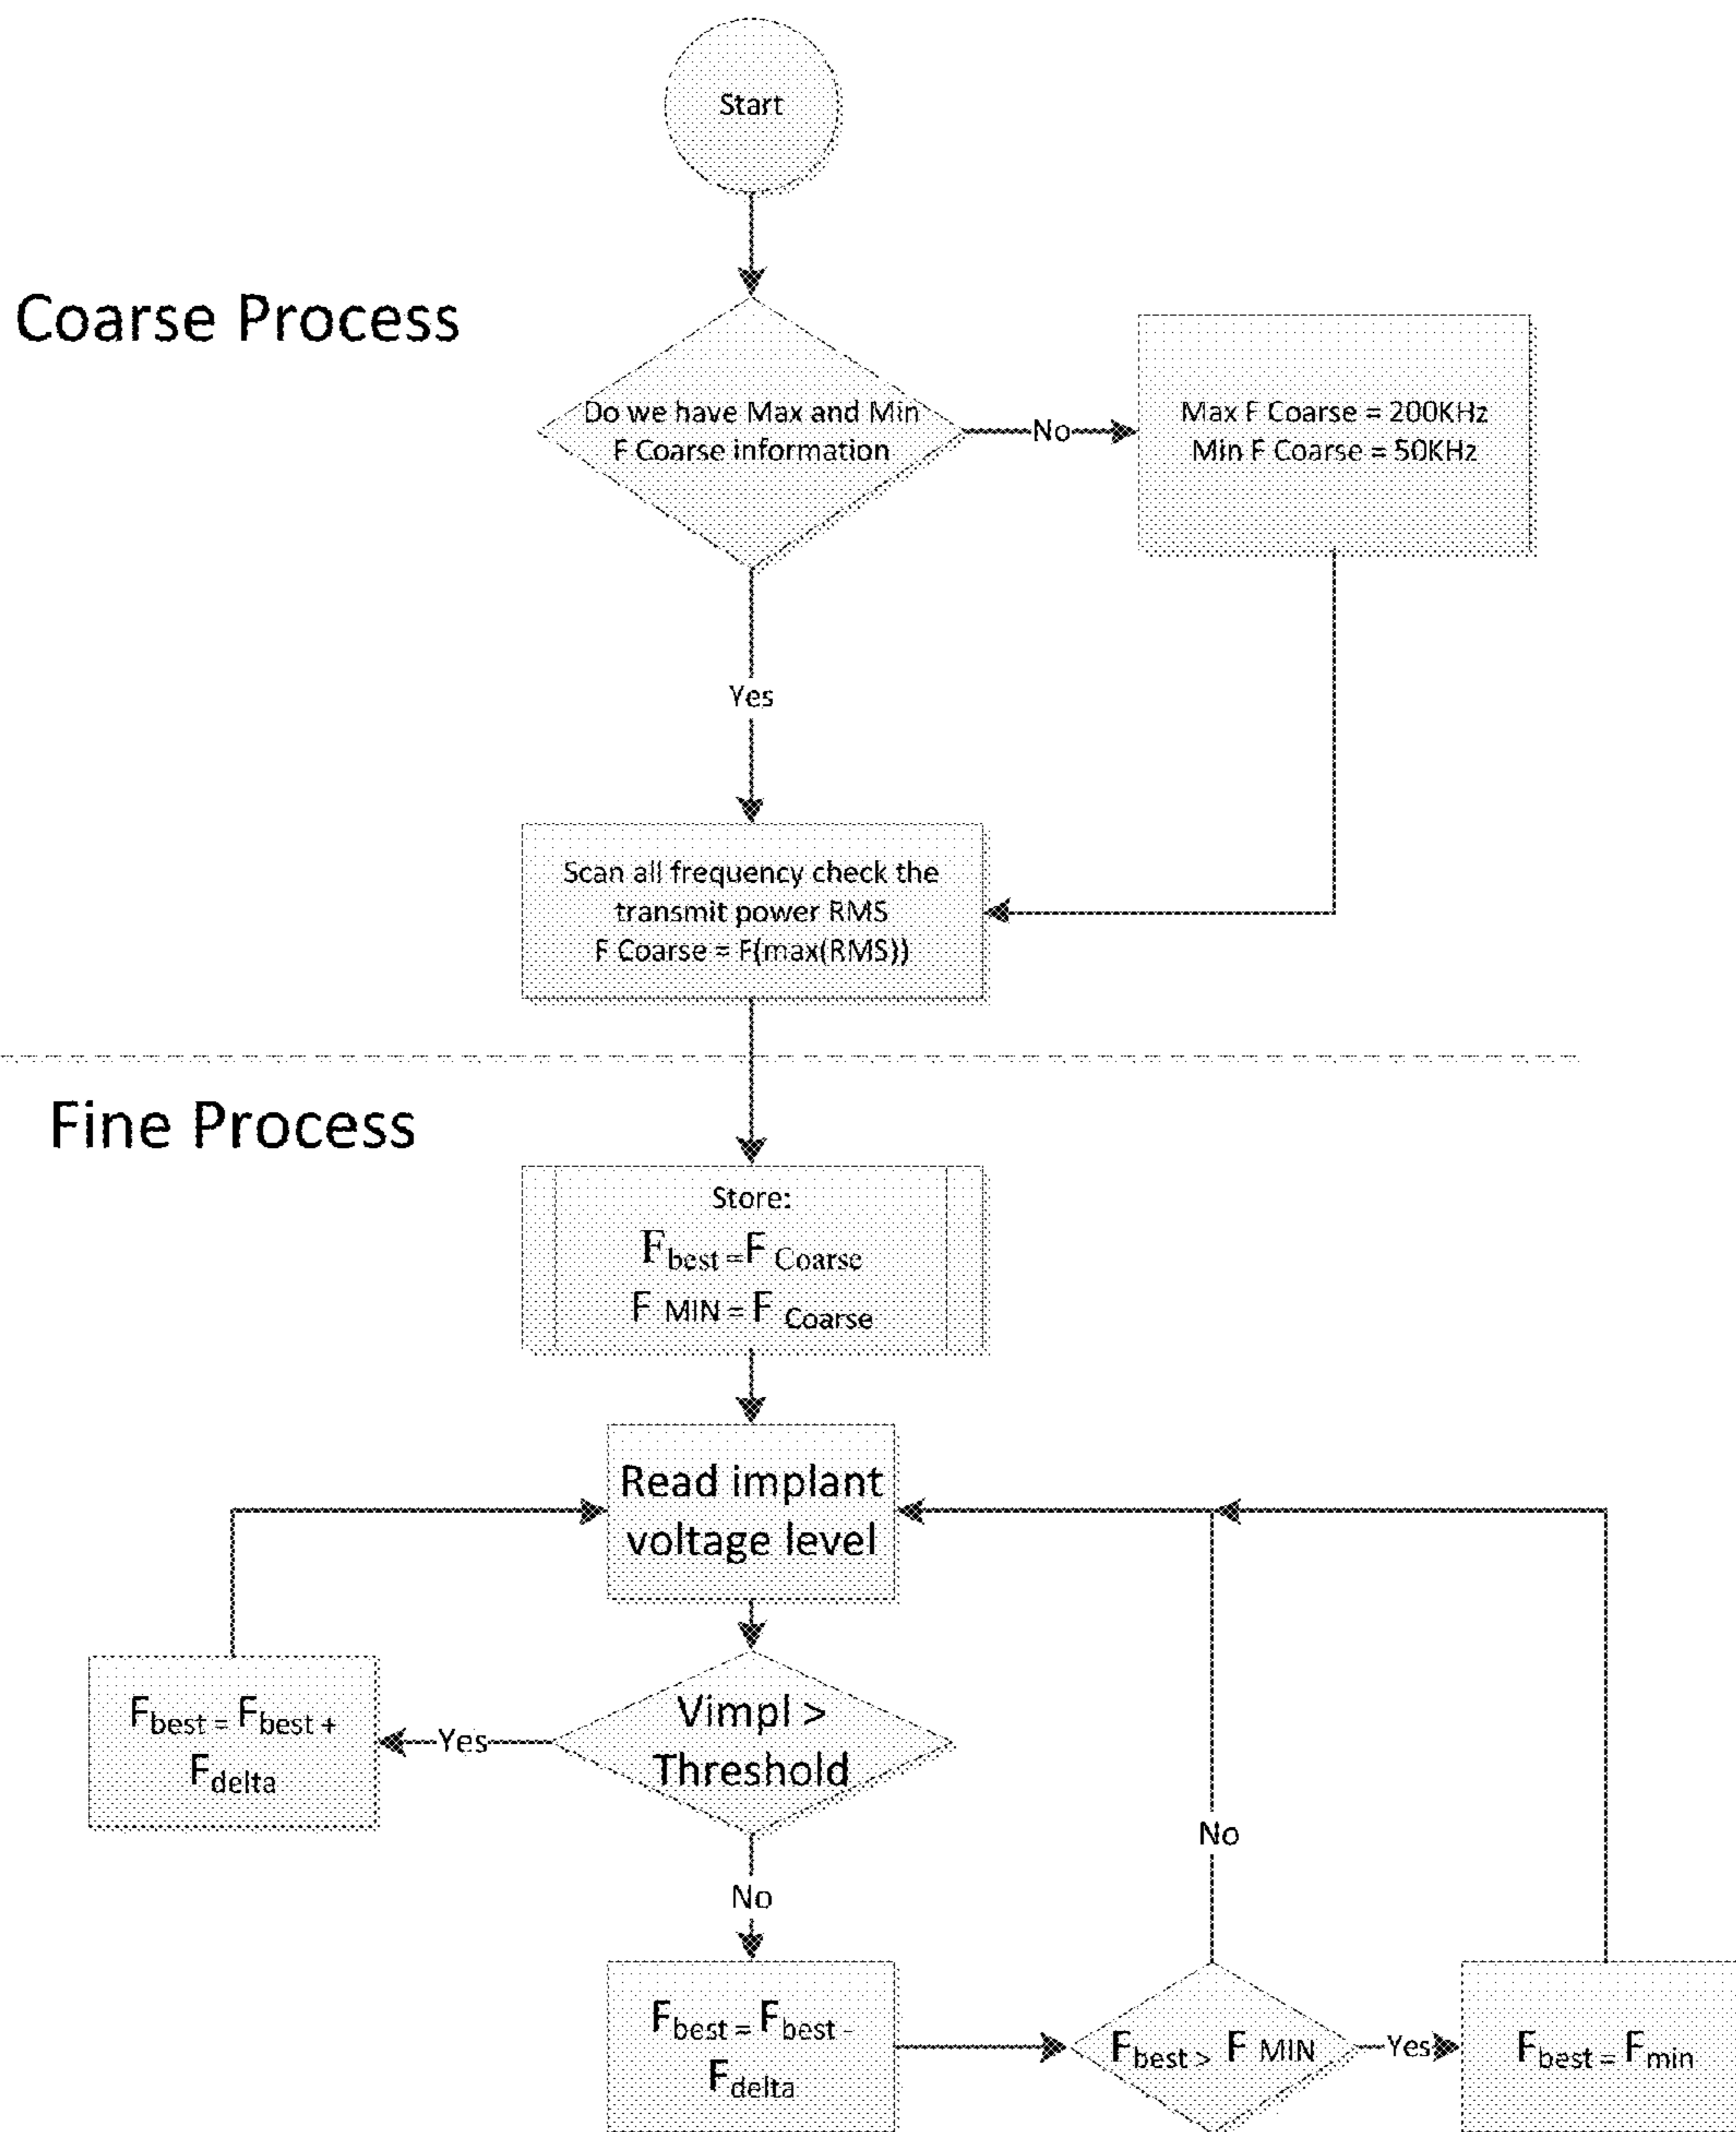 Start
Coarse Process
Do we have Max and Min
F Coarse information
No
Max F Coarse = 200KHz
Min F Coarse = 50KHz
Yes
Scan all frequency check the
transmit power RMS
F Coarse = F(max(RMS))
Fine Process
Store:
Fbest = F Coarse
F MIN = F Coarse
Read implant
voltage level
Vimpl >
Threshold
Yes
Fbest = Fbest +
Fdelta
No
Fbest = Fbest -
Fdelta
Fbest > F MIN
No
Yes
Fbest = Fmin